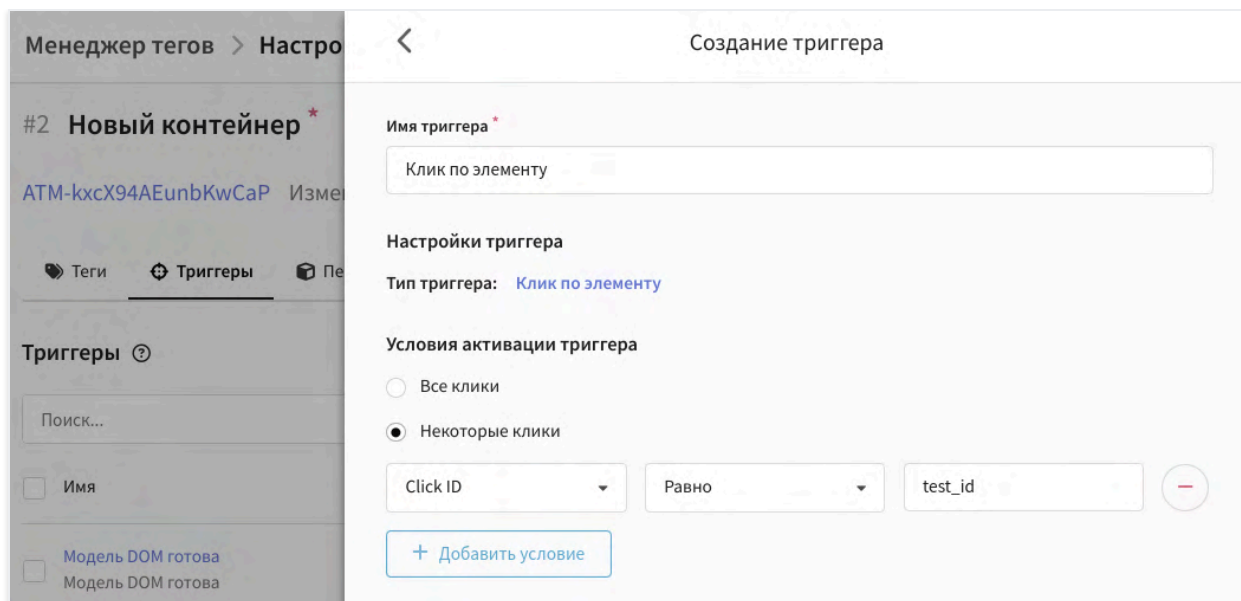 Менеджер тегов > Настро
#2 Новый контейнер *
ATM-kxcX94AEunbKwCaP Изме
Теги Триггеры Пе
Триггеры
Поиск...
Имя
Модель DOM готова
Модель DOM готова
Создание триггера
Имя триггера *
Клик по элементу
Настройки триггера
Тип триггера: Клик по элементу
Условия активации триггера
Все клики
Некоторые клики
Click ID Равно test_id
+ Добавить условие